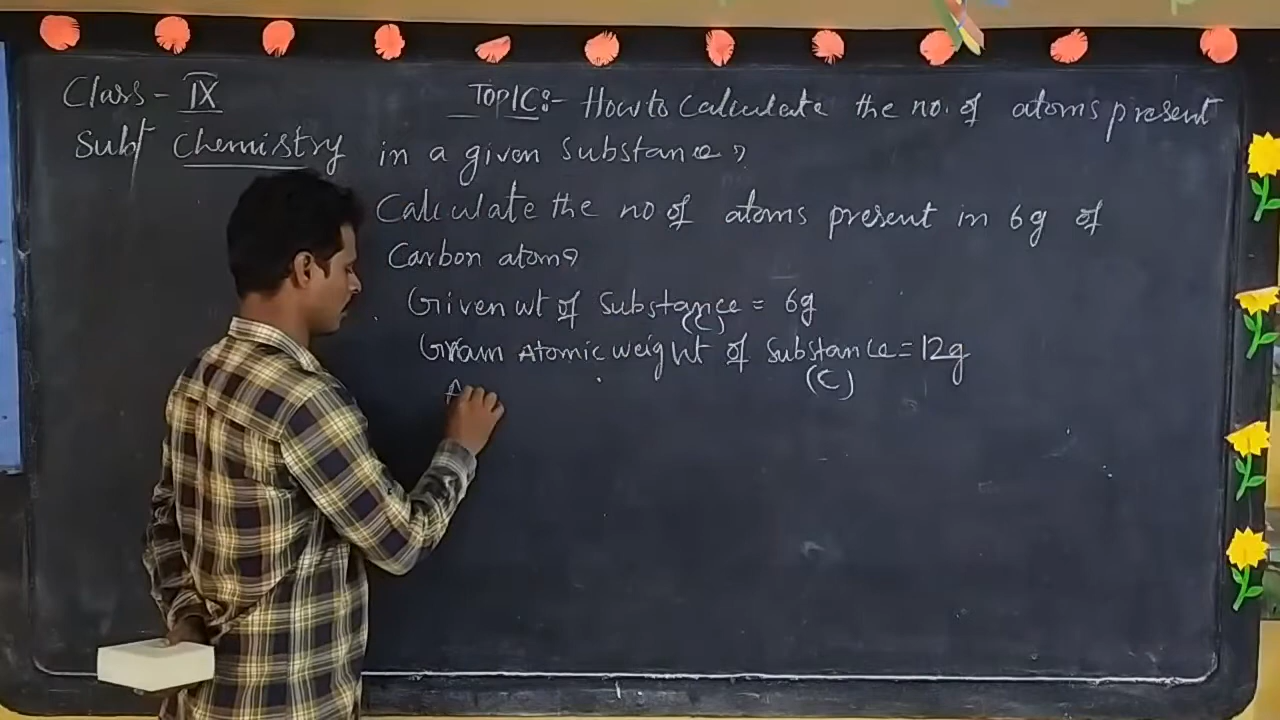 Class - IX
TOPIC:- How to Calculate the no. of atoms present
Subt Chemistry in a given substance?
Calculate the no of atoms present in 6g of
Carbon atom?
Given wt of Substance = 6g
(C)
Gram Atomic weight of Substance = 12g
(C)
A